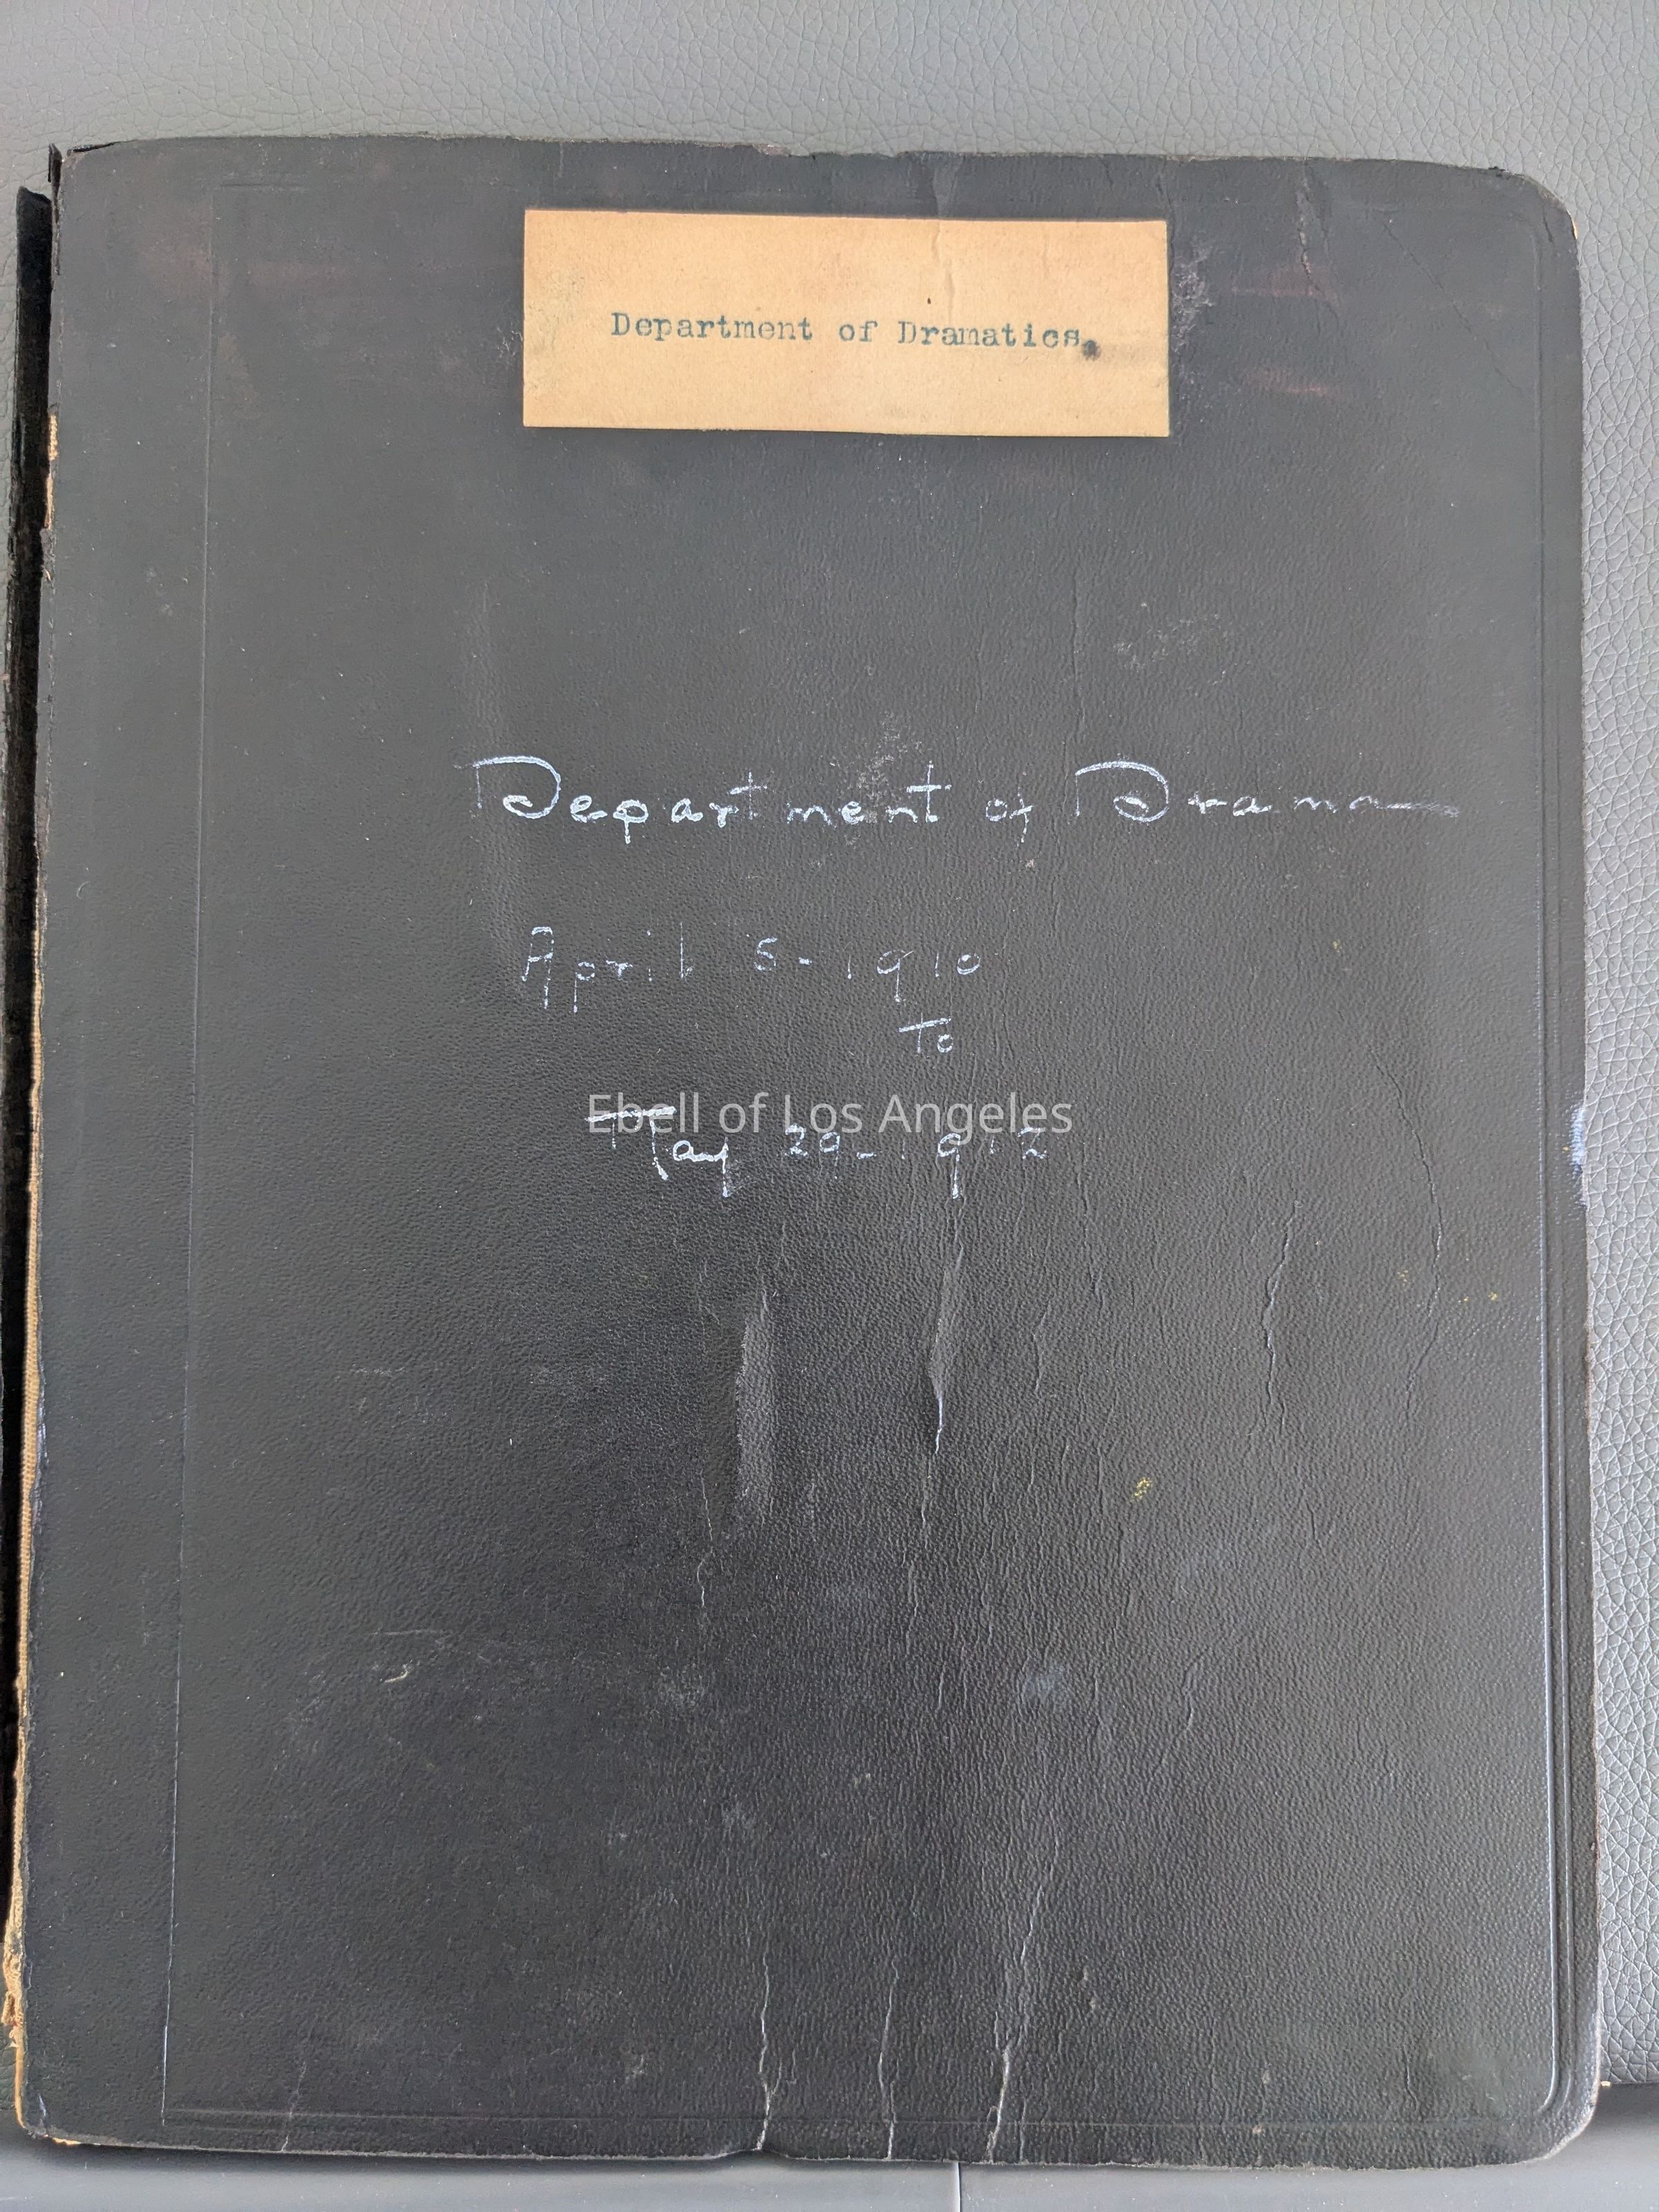 Department of Dramatics.
Department of Drama
April 5-1910
To
Ebell of Los Angeles
May 29-1912